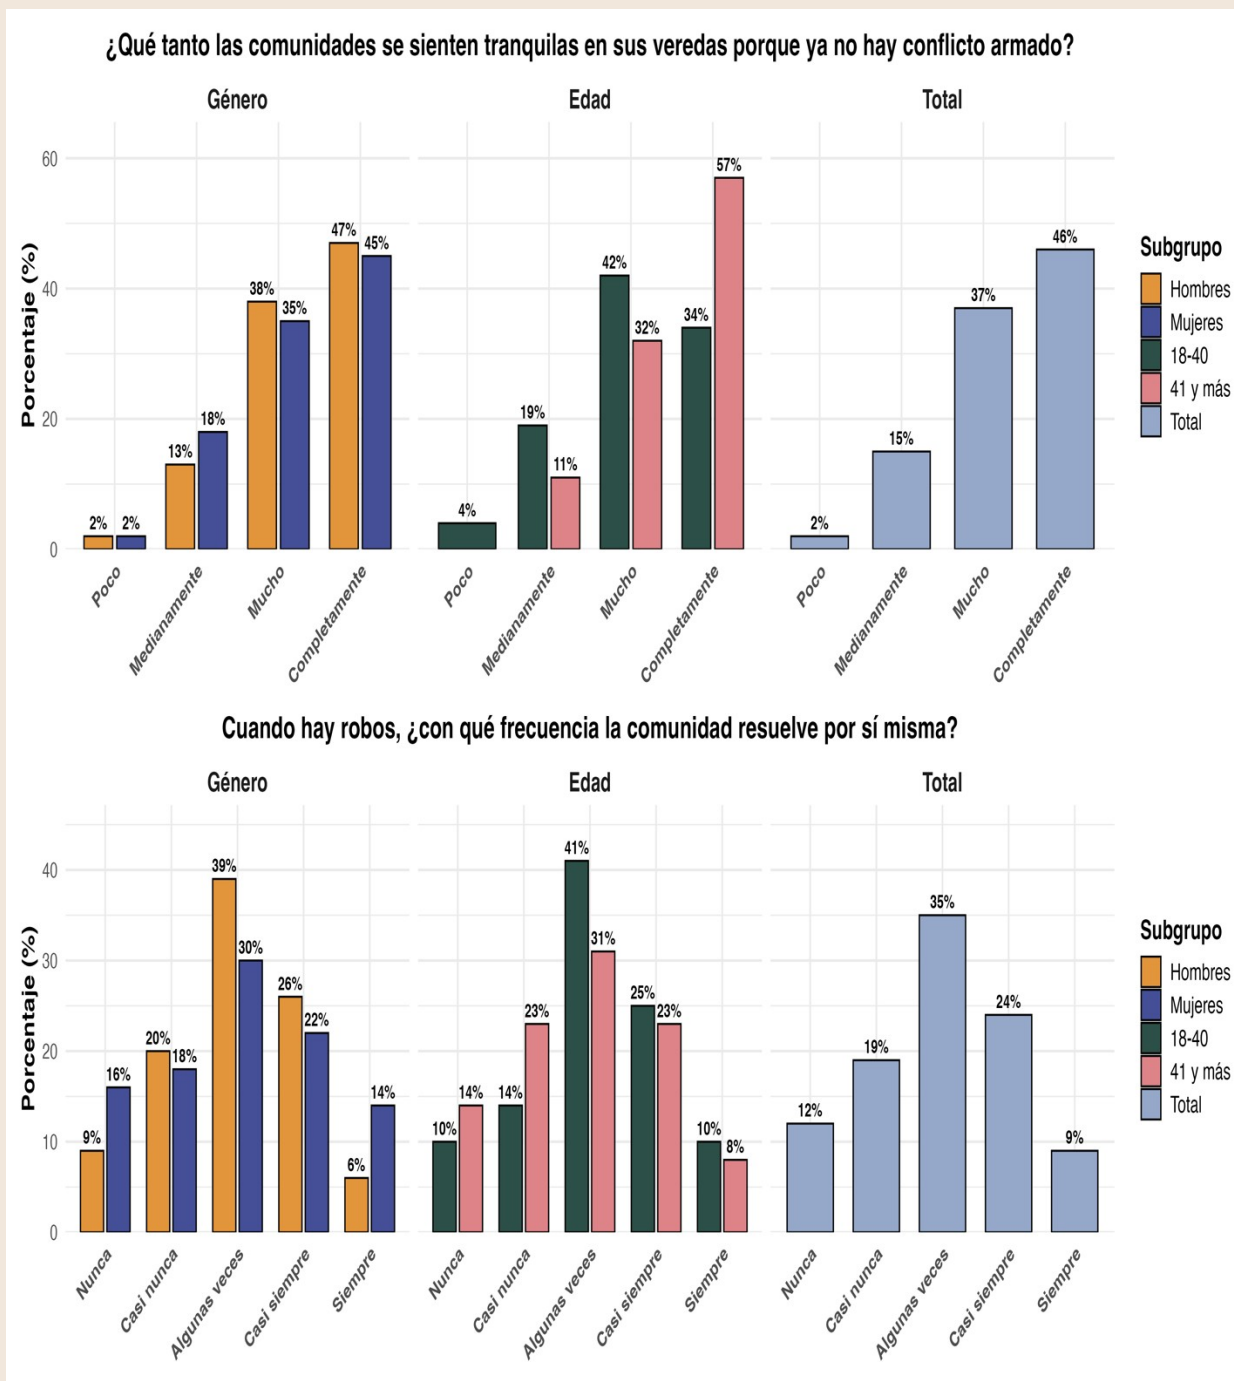 ¿Qué tanto las comunidades se sienten tranquilas en sus veredas porque ya no hay conflicto armado?
Género
Edad
Total
Porcentaje (%)
60
40
20
0
2%
2%
13%
18%
38%
35%
47%
45%
4%
19%
11%
42%
32%
34%
57%
2%
15%
37%
46%
Poco
Medianamente
Mucho
Completamente
Poco
Medianamente
Mucho
Completamente
Poco
Medianamente
Mucho
Completamente
Subgrupo
Hombres
Mujeres
18-40
41 y más
Total
Cuando hay robos, ¿con qué frecuencia la comunidad resuelve por sí misma?
Género
Edad
Total
Porcentaje (%)
40
30
20
10
0
9%
16%
20%
18%
39%
30%
26%
22%
6%
14%
10%
14%
14%
23%
41%
31%
25%
23%
10%
8%
12%
19%
35%
24%
9%
Nunca
Casi nunca
Algunas veces
Casi siempre
Siempre
Nunca
Casi nunca
Algunas veces
Casi siempre
Siempre
Nunca
Casi nunca
Algunas veces
Casi siempre
Siempre
Subgrupo
Hombres
Mujeres
18-40
41 y más
Total